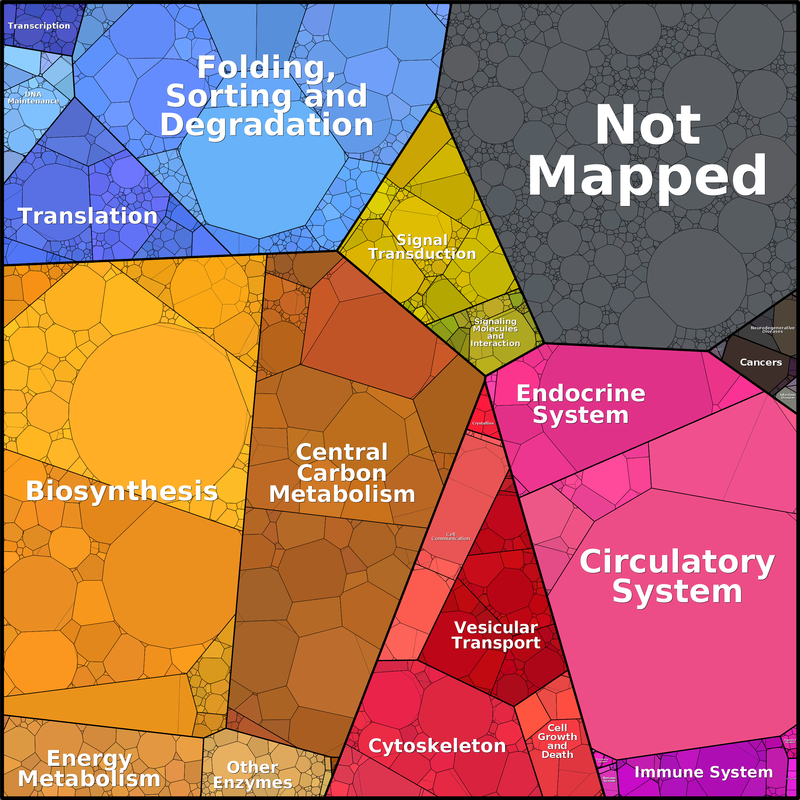 Transcription
DNA
Maintenance
Folding,
Sorting and
Degradation
Translation
Not
Mapped
Signal
Transduction
Signaling
Molecules
and
Interaction
Neurodegenerative
Diseases
Cancers
Endocrine
System
Central
Carbon
Metabolism
Biosynthesis
Cell
Communication
Circulatory
System
Vesicular
Transport
Cytoskeleton
Cell
Growth
and
Death
Energy
Metabolism
Other
Enzymes
Immune System